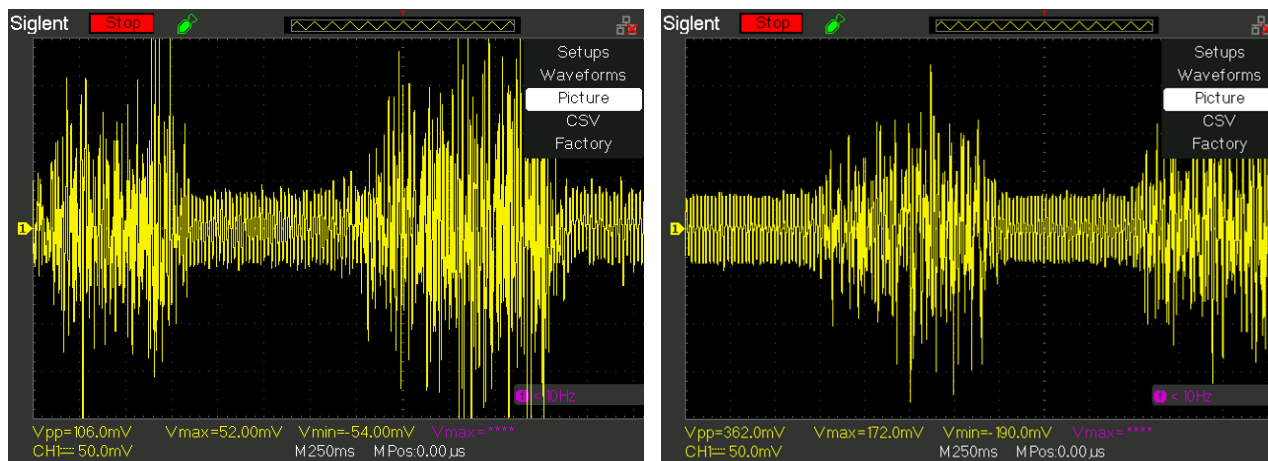 Siglent Stop
Setups
Waveforms
Picture
CSV
Factory
1
f < 10Hz
Vpp=106.0mV Vmax=52.00mV Vmin=-54.00mV Vmax=****
CH1 50.0mV M250ms M Pos:0.00µs
Siglent Stop
Setups
Waveforms
Picture
CSV
Factory
1
f < 10Hz
Vpp=362.0mV Vmax=172.0mV Vmin=-190.0mV Vmax=****
CH1 50.0mV M250ms M Pos:0.00µs